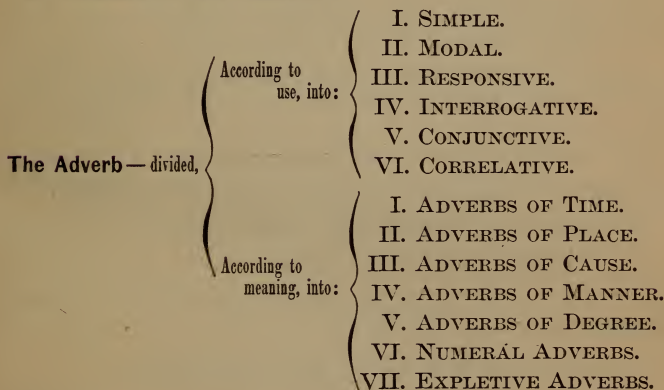 The Adverb — divided,
According to
use, into:
I. SIMPLE.
II. MODAL.
III. RESPONSIVE.
IV. INTERROGATIVE.
V. CONJUNCTIVE.
VI. CORRELATIVE.
According to
meaning, into:
I. ADVERBS OF TIME.
II. ADVERBS OF PLACE.
III. ADVERBS OF CAUSE.
IV. ADVERBS OF MANNER.
V. ADVERBS OF DEGREE.
VI. NUMERAL ADVERBS.
VII. EXPLETIVE ADVERBS.